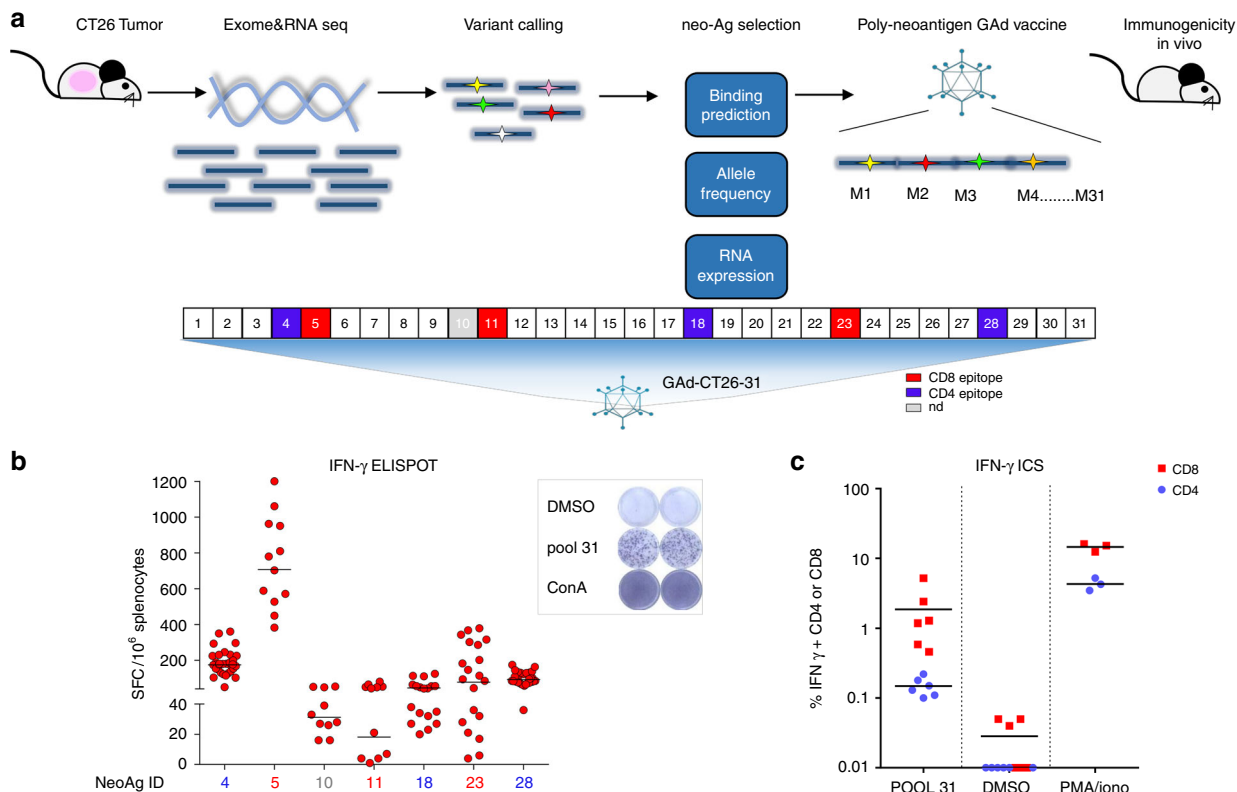 a
CT26 Tumor
Exome&RNA seq
Variant calling
neo-Ag selection
Poly-neoantigen GAd vaccine
Immunogenicity
in vivo
Binding
prediction
Allele
frequency
RNA
expression
M1 M2 M3 M4........M31
1 2 3 4 5 6 7 8 9 10 11 12 13 14 15 16 17 18 19 20 21 22 23 24 25 26 27 28 29 30 31
GAd-CT26-31
CD8 epitope
CD4 epitope
nd
b
IFN-γ ELISPOT
SFC/10⁶ splenocytes
1200
1000
800
600
400
200
40
20
0
NeoAg ID 4 5 10 11 18 23 28
DMSO
pool 31
ConA
c
IFN-γ ICS
CD8
CD4
% IFN γ + CD4 or CD8
100
10
1
0.1
0.01
POOL 31 DMSO PMA/iono